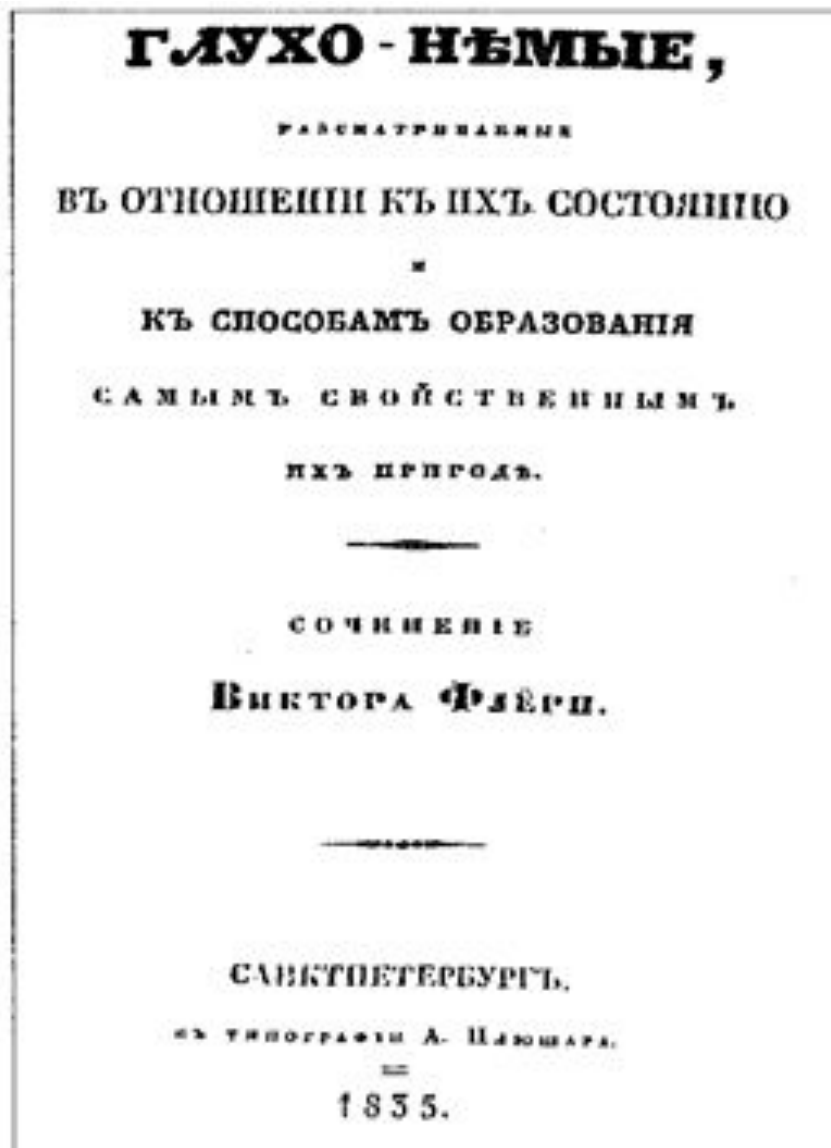 ГЛУХО-НѢМЫЕ,
РАЗСМАТРИВАЕМЫЕ
ВЪ ОТНОШЕНІИ КЪ ИХЪ СОСТОЯНІЮ
И
КЪ СПОСОБАМЪ ОБРАЗОВАНІЯ
САМЫМЪ СВОЙСТВЕННЫМЪ
ИХЪ ПРИРОДѢ.
СОЧИНЕНІЕ
ВИКТОРА ФЛЁРИ.
САНКТПЕТЕРБУРГЪ.
ВЪ ТИПОГРАФІИ А. ПЛЮШАРА.
1835.